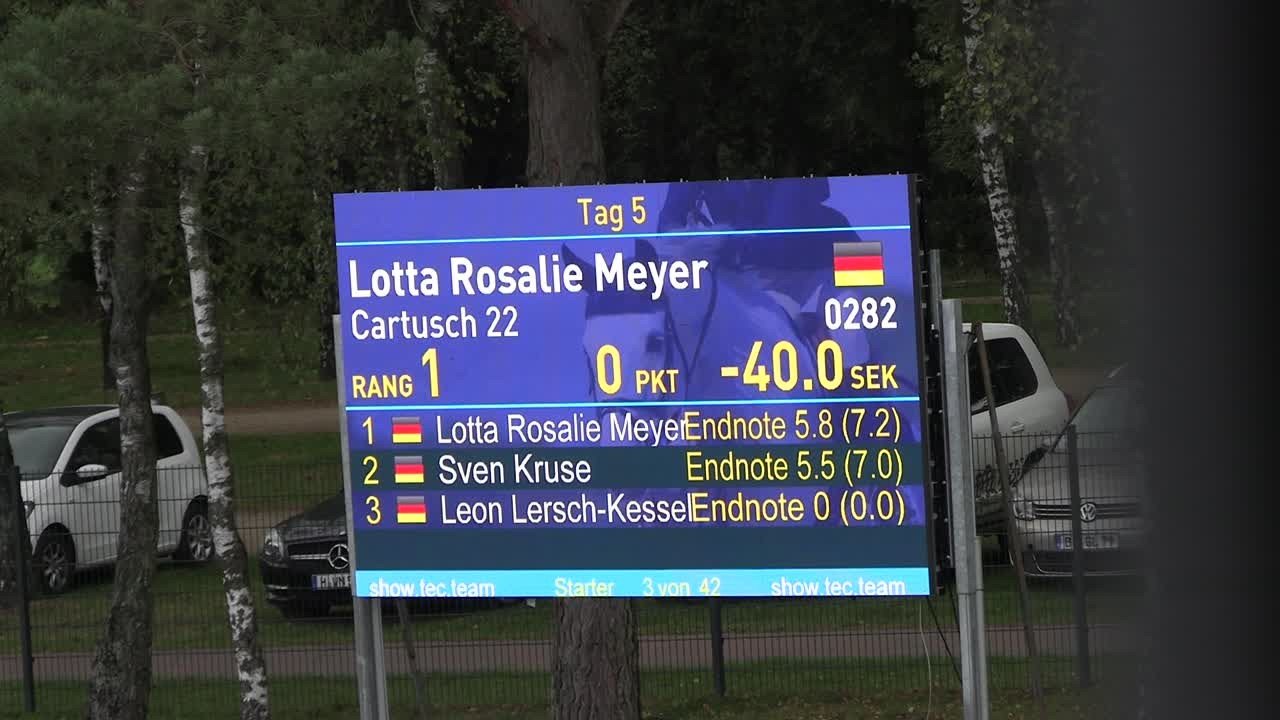 Tag 5
Lotta Rosalie Meyer
Cartusch 22
0282
RANG 1 0 PKT -40.0 SEK
1 Lotta Rosalie Meyer Endnote 5.8 (7.2)
2 Sven Kruse Endnote 5.5 (7.0)
3 Leon Lersch-Kessel Endnote 0 (0.0)
show.tec.team Starter 3 von 42 show.tec.team